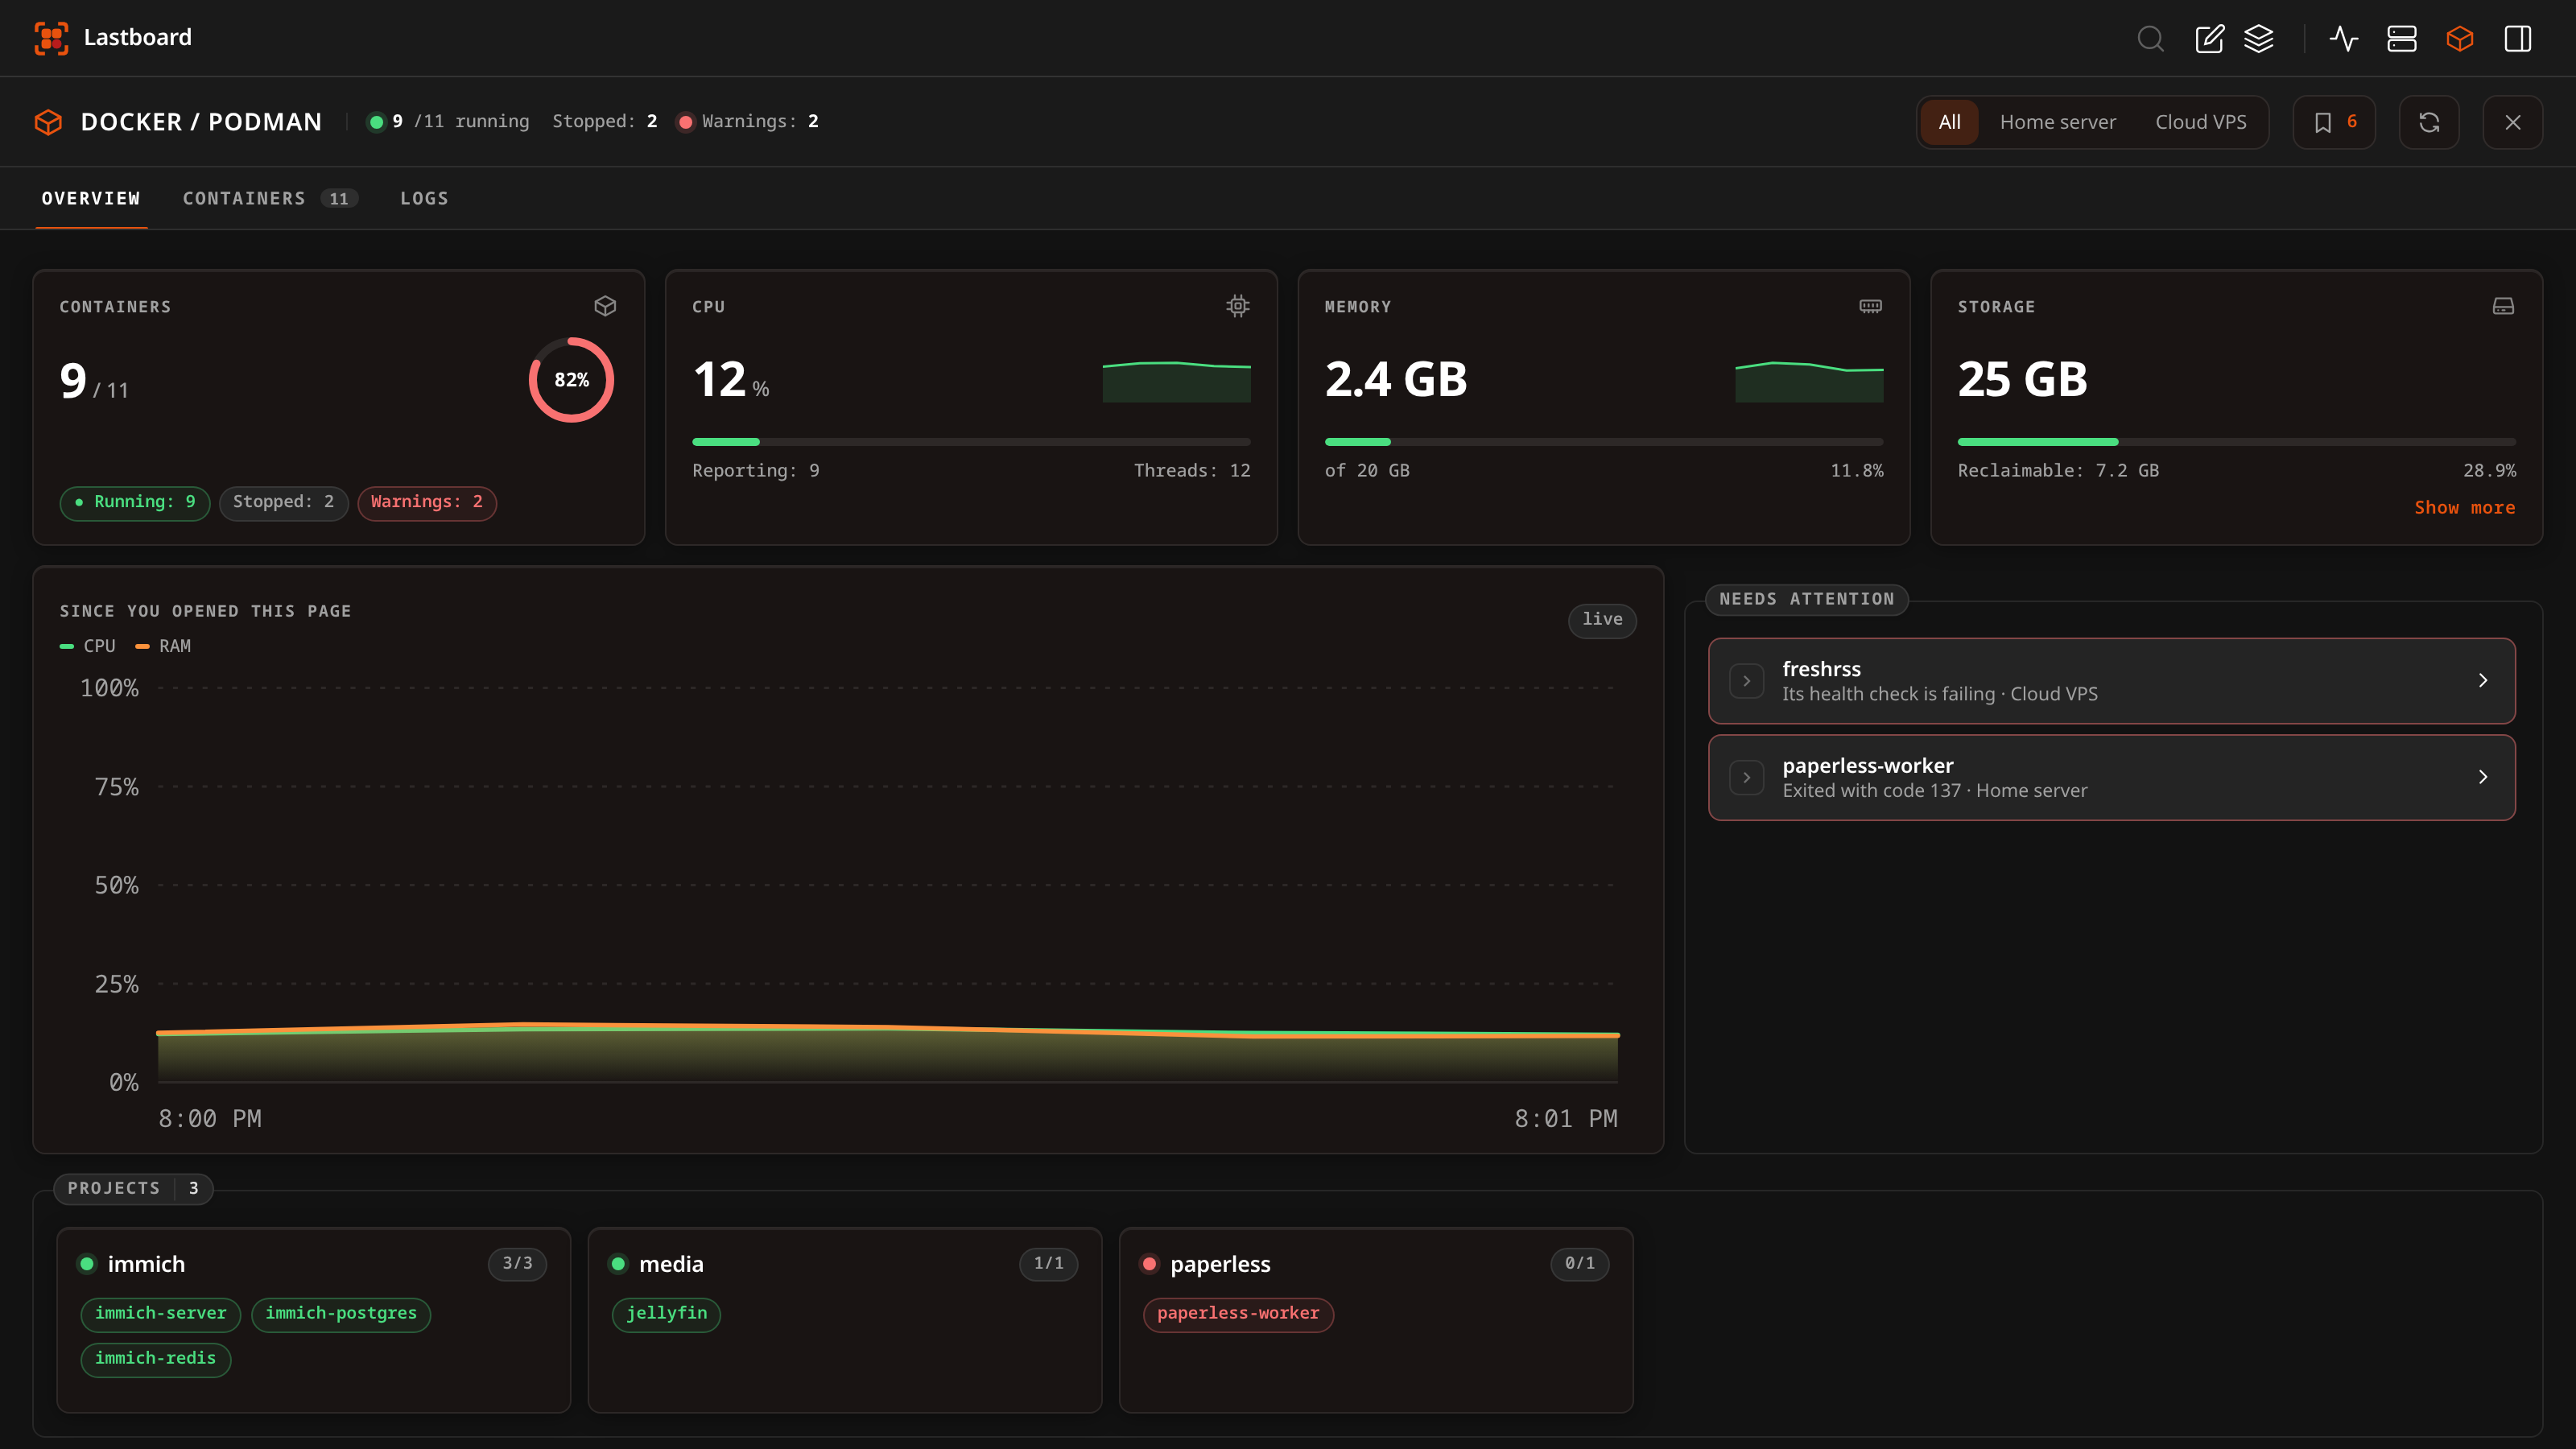 Lastboard
DOCKER / PODMAN
9 /11 running Stopped: 2 Warnings: 2
All Home server Cloud VPS 6
OVERVIEW CONTAINERS 11 LOGS
CONTAINERS
9 / 11
82%
Running: 9 Stopped: 2 Warnings: 2
CPU
12 %
Reporting: 9 Threads: 12
MEMORY
2.4 GB
of 20 GB 11.8%
STORAGE
25 GB
Reclaimable: 7.2 GB 28.9%
Show more
SINCE YOU OPENED THIS PAGE
live
CPU RAM
100%
75%
50%
25%
0%
8:00 PM 8:01 PM
NEEDS ATTENTION
freshrss
Its health check is failing · Cloud VPS
paperless-worker
Exited with code 137 · Home server
PROJECTS 3
immich 3/3
immich-server immich-postgres
immich-redis
media 1/1
jellyfin
paperless 0/1
paperless-worker